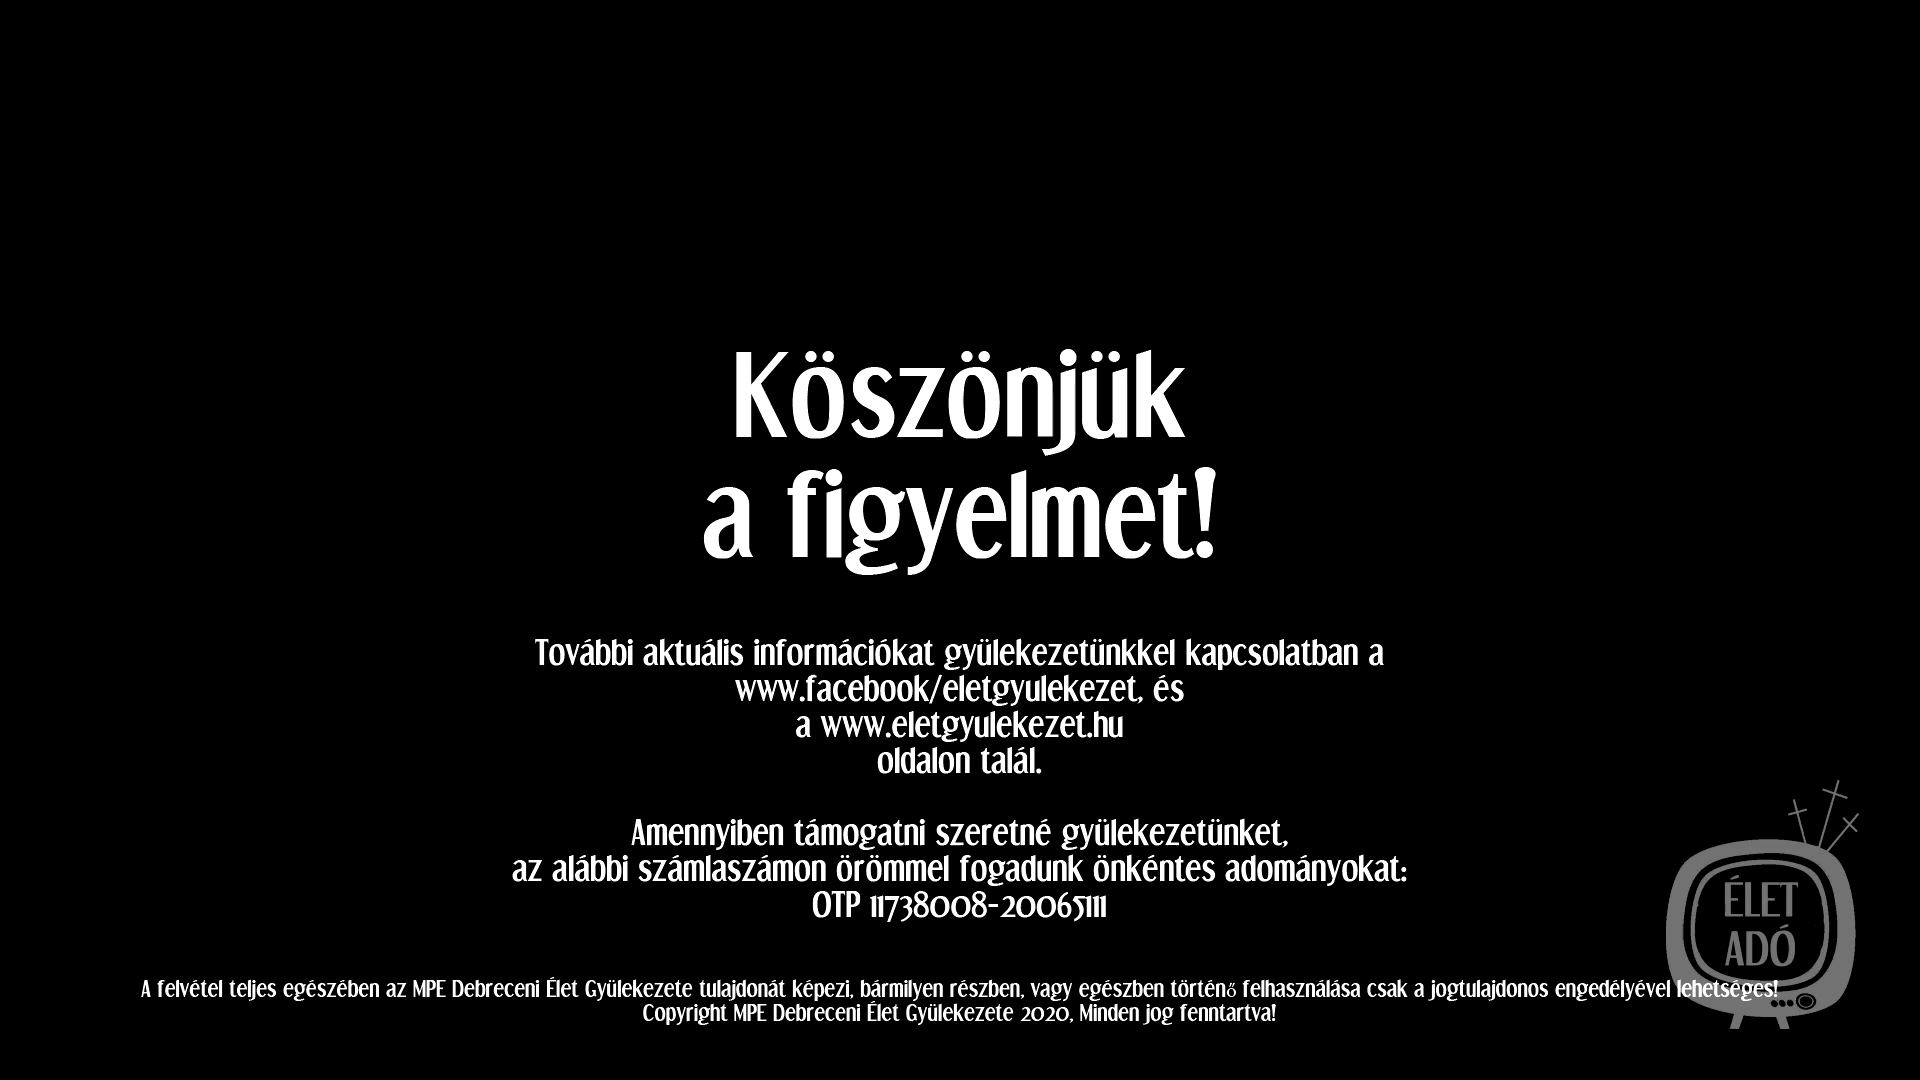 Köszönjük
a figyelmet!
További aktuális információkat gyülekezetünkkel kapcsolatban a
www.facebook/eletgyulekezet, és
a www.eletgyulekezet.hu
oldalon talál.
Amennyiben támogatni szeretné gyülekezetünket,
az alábbi számlaszámon örömmel fogadunk önkéntes adományokat:
OTP 11738008-20065111
ÉLET
ADÓ
A felvétel teljes egészében az MPE Debreceni Élet Gyülekezete tulajdonát képezi, bármilyen részben, vagy egészben történő felhasználása csak a jogtulajdonos engedélyével lehetséges!
Copyright MPE Debreceni Élet Gyülekezete 2020, Minden jog fenntartva!